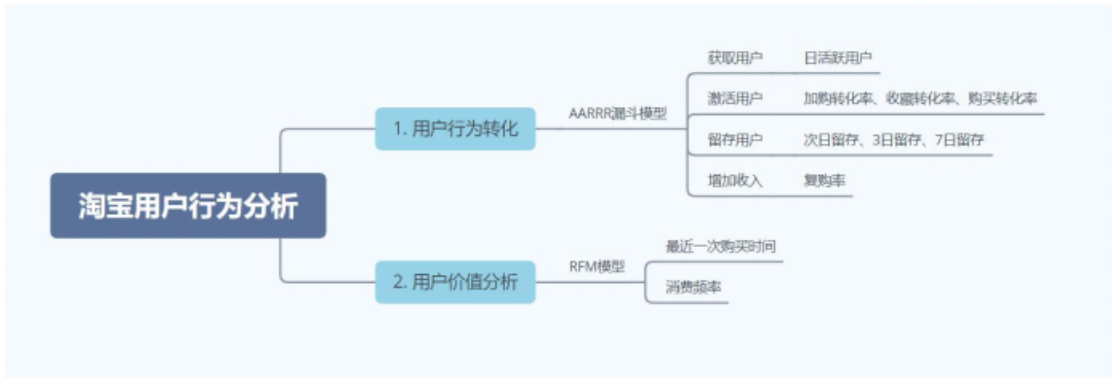 淘宝用户行为分析
1. 用户行为转化
AARRR漏斗模型
获取用户 日活跃用户
激活用户 加购转化率、收藏转化率、购买转化率
留存用户 次日留存、3日留存、7日留存
增加收入 复购率
2. 用户价值分析
RFM模型
最近一次购买时间
消费频率